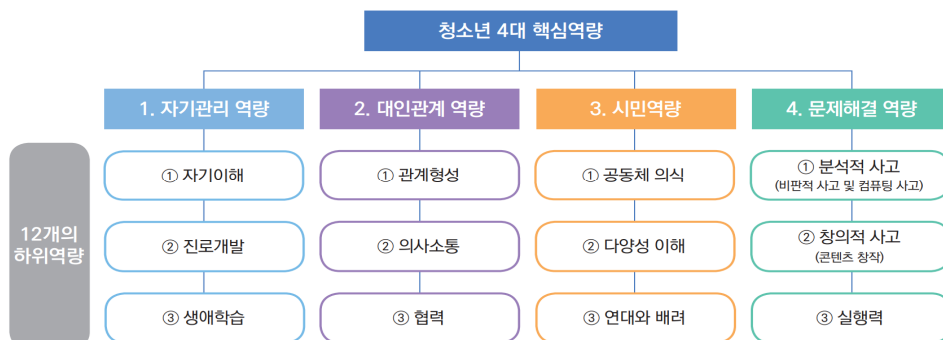 청소년 4대 핵심역량
1. 자기관리 역량
2. 대인관계 역량
3. 시민역량
4. 문제해결 역량
12개의
하위역량
① 자기이해
① 관계형성
① 공동체 의식
① 분석적 사고
(비판적 사고 및 컴퓨팅 사고)
② 진로개발
② 의사소통
② 다양성 이해
② 창의적 사고
(콘텐츠 창작)
③ 생애학습
③ 협력
③ 연대와 배려
③ 실행력